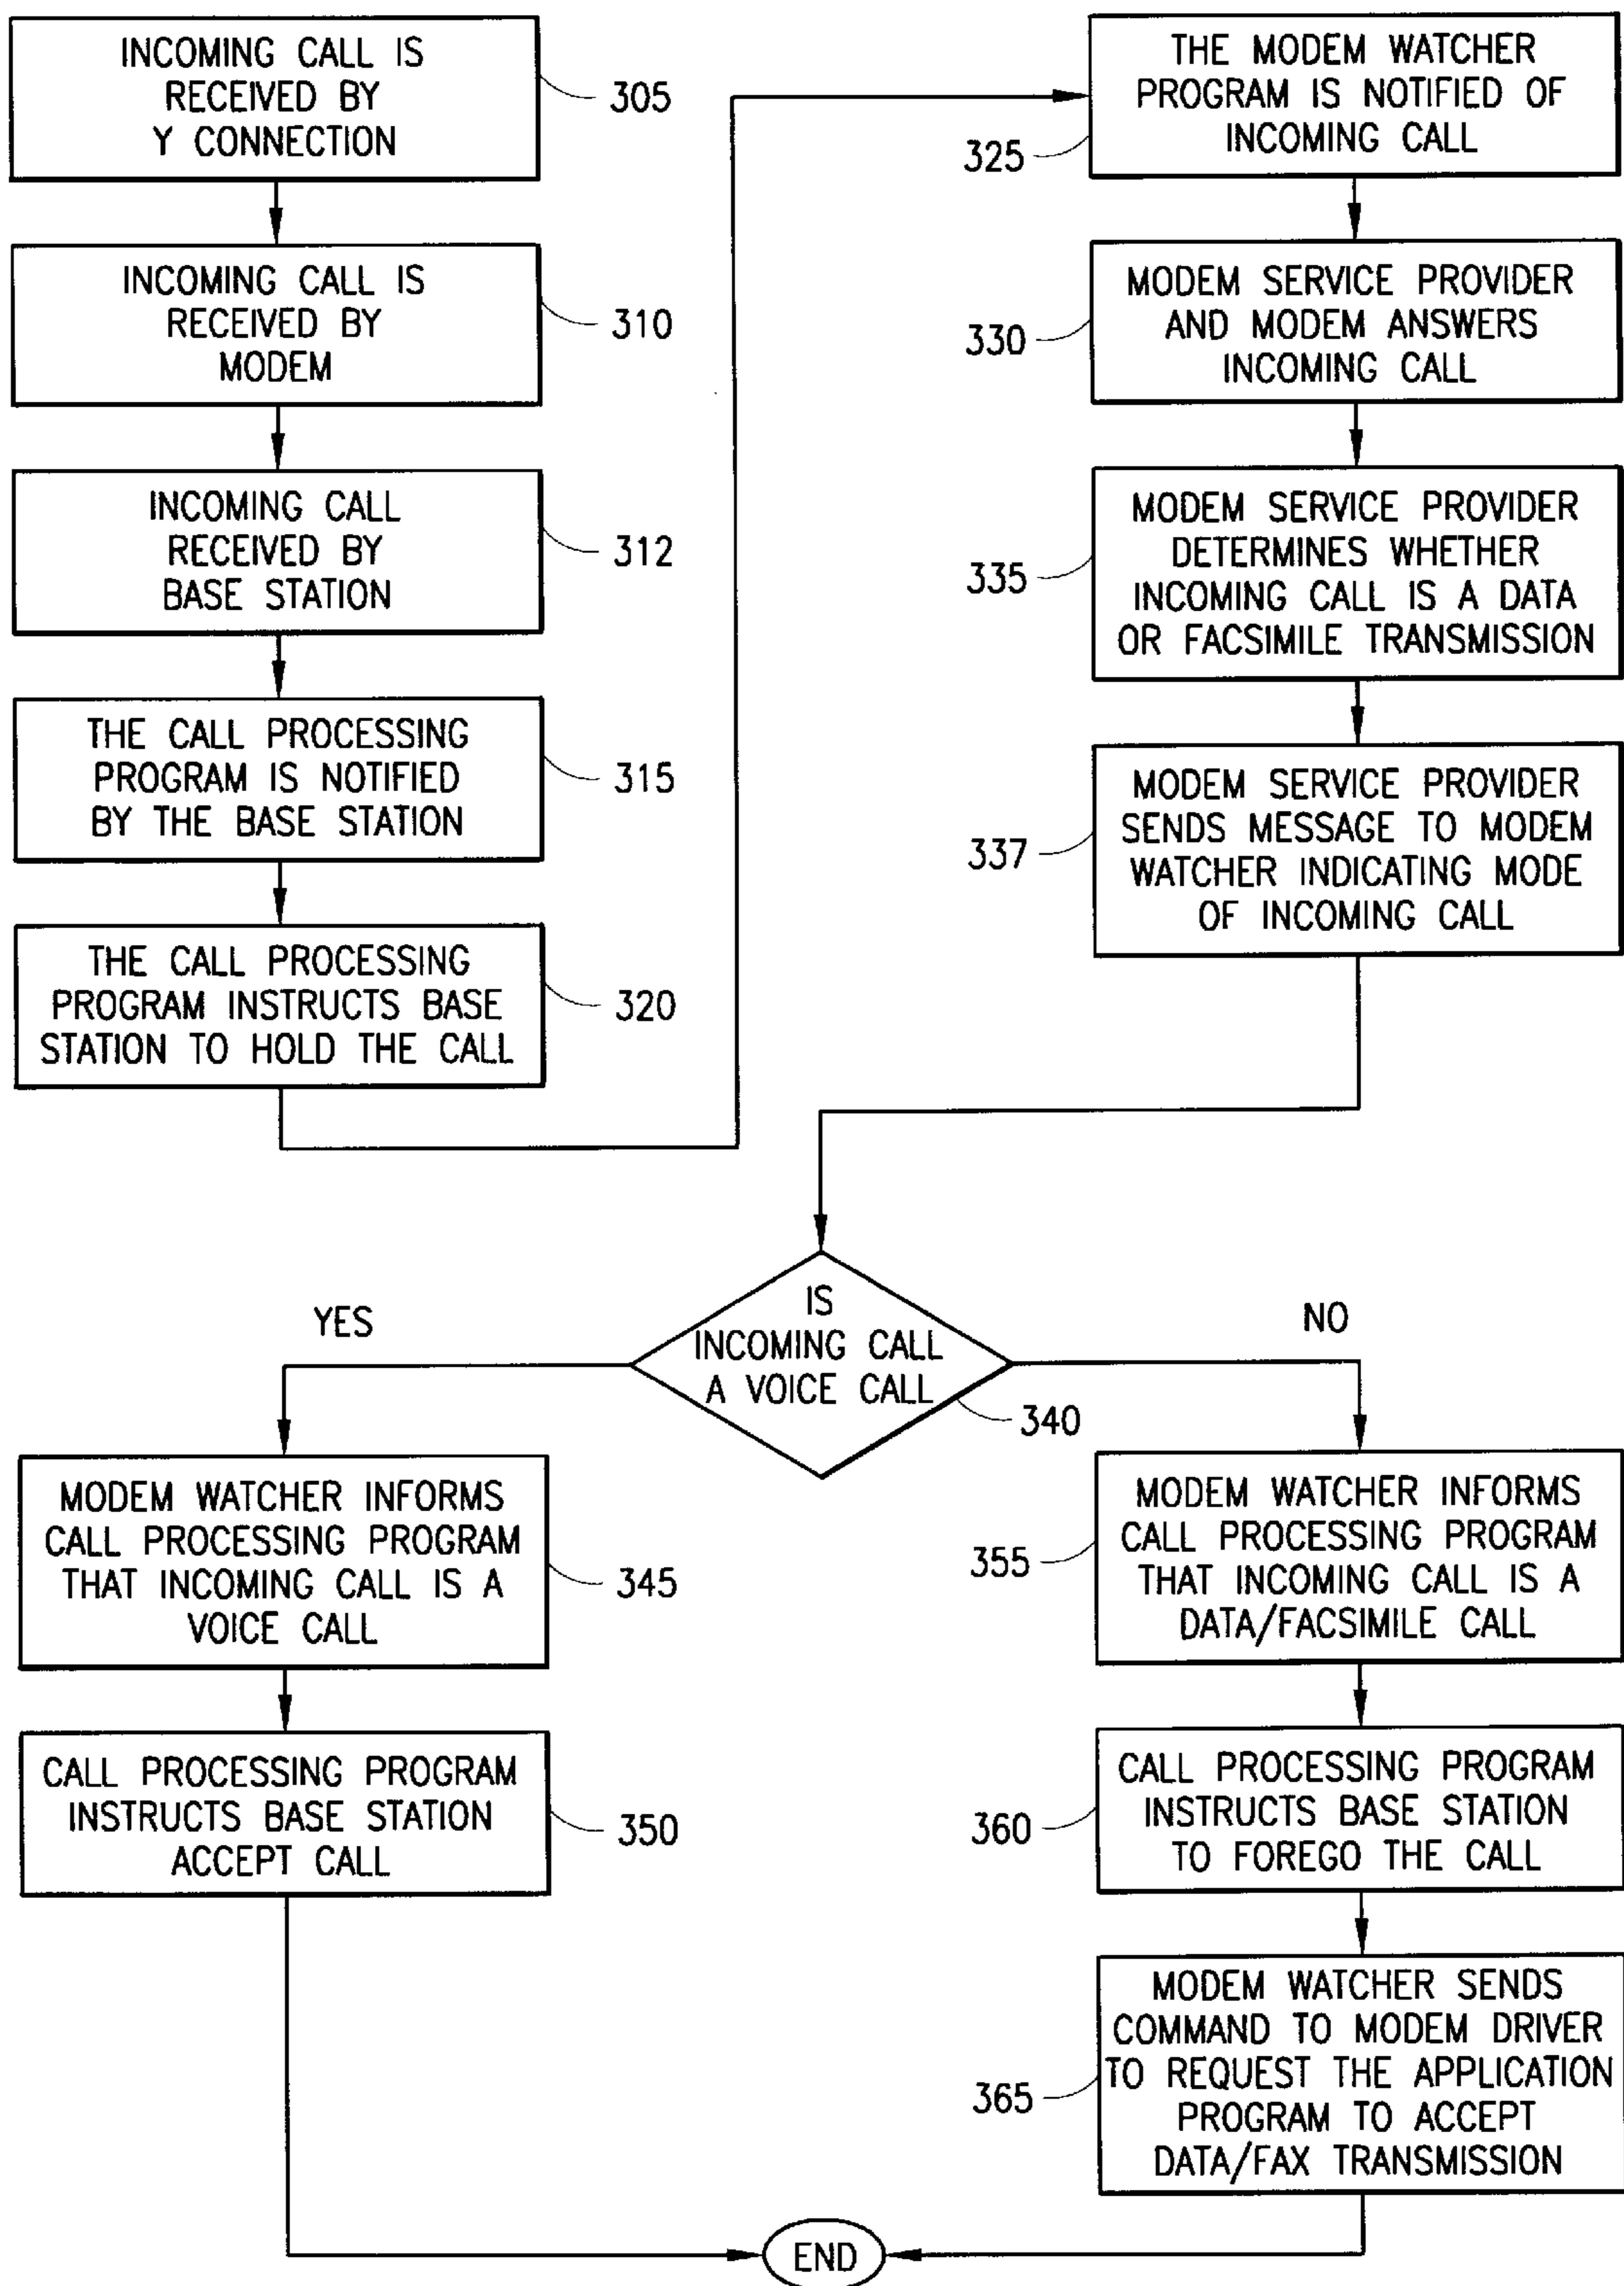 INCOMING CALL IS
RECEIVED BY
Y CONNECTION
305
INCOMING CALL IS
RECEIVED BY
MODEM
310
INCOMING CALL
RECEIVED BY
BASE STATION
312
THE CALL PROCESSING
PROGRAM IS NOTIFIED
BY THE BASE STATION
315
THE CALL PROCESSING
PROGRAM INSTRUCTS BASE
STATION TO HOLD THE CALL
320
THE MODEM WATCHER
PROGRAM IS NOTIFIED OF
INCOMING CALL
325
MODEM SERVICE PROVIDER
AND MODEM ANSWERS
INCOMING CALL
330
MODEM SERVICE PROVIDER
DETERMINES WHETHER
INCOMING CALL IS A DATA
OR FACSIMILE TRANSMISSION
335
MODEM SERVICE PROVIDER
SENDS MESSAGE TO MODEM
WATCHER INDICATING MODE
OF INCOMING CALL
337
IS
INCOMING CALL
A VOICE CALL
340
YES
NO
MODEM WATCHER INFORMS
CALL PROCESSING PROGRAM
THAT INCOMING CALL IS A
VOICE CALL
345
CALL PROCESSING PROGRAM
INSTRUCTS BASE STATION
ACCEPT CALL
350
MODEM WATCHER INFORMS
CALL PROCESSING PROGRAM
THAT INCOMING CALL IS A
DATA/FACSIMILE CALL
355
CALL PROCESSING PROGRAM
INSTRUCTS BASE STATION
TO FOREGO THE CALL
360
MODEM WATCHER SENDS
COMMAND TO MODEM DRIVER
TO REQUEST THE APPLICATION
PROGRAM TO ACCEPT
DATA/FAX TRANSMISSION
365
END